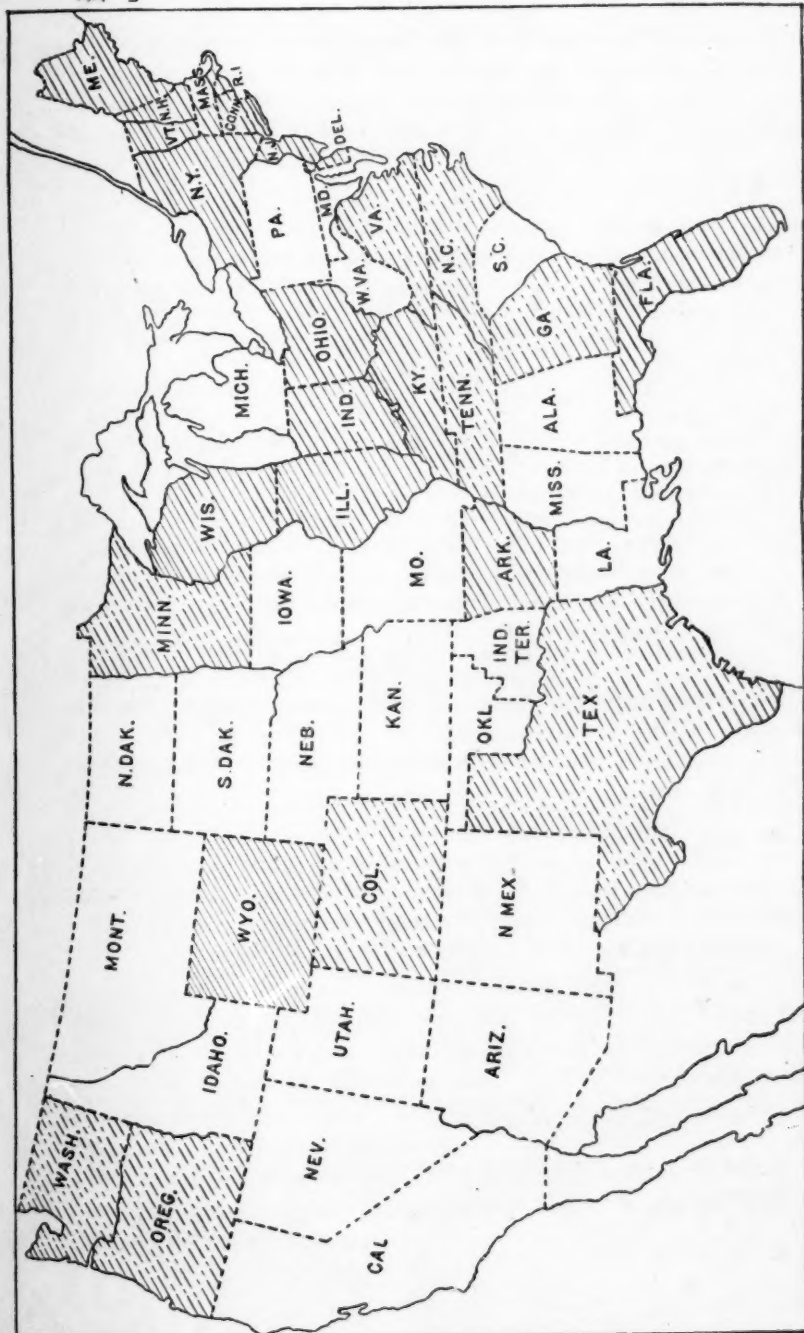 WASH.
OREG.
CAL
NEV.
IDAHO.
MONT.
WYO.
UTAH.
ARIZ.
COL.
N MEX.
N.DAK.
S.DAK.
NEB.
KAN.
OKL.
IND.
TER.
TEX
MINN
IOWA.
MO.
ARK.
LA.
WIS.
ILL.
MICH.
IND.
OHIO.
KY.
TENN.
MISS.
ALA.
GA
FLA.
S.C.
N.C.
VA.
W.VA.
MD.
DEL.
PA.
N.J.
N.Y.
VT.
N.H.
ME.
MASS.
CONN.
R.I